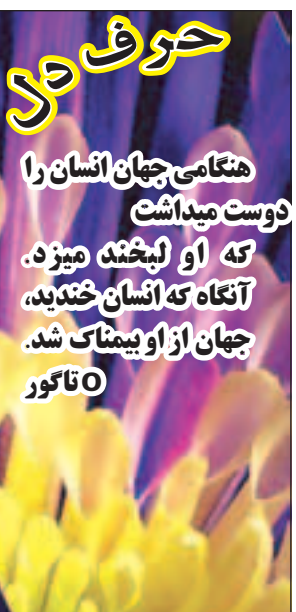 حرف دل
هنگامی جهان انسان را
دوست میداشت
که او لبخند میزد.
آنگاه که انسان خندید،
جهان از او بیمناک شد.
O تاگور